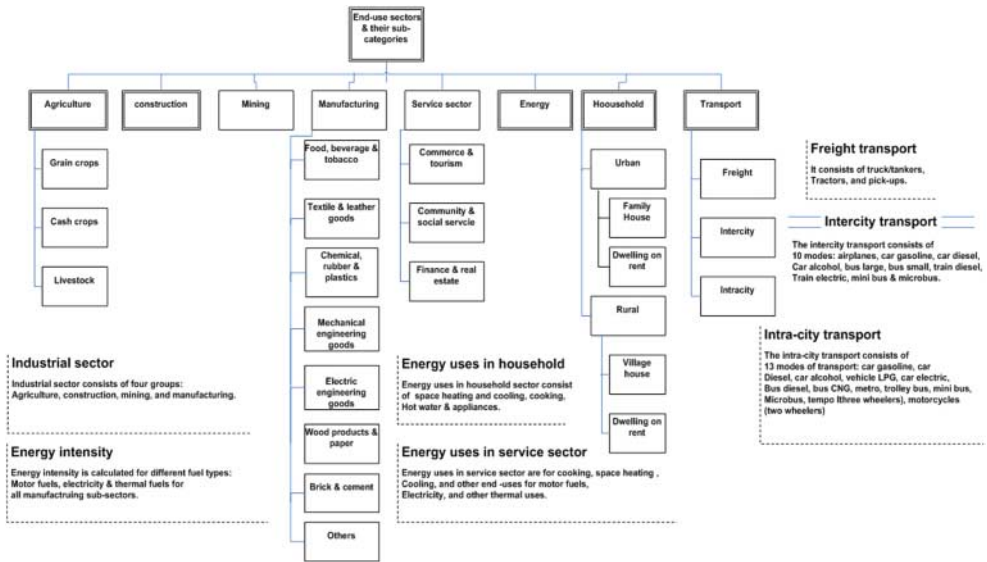 End-use sectors
& their sub-
categories
Agriculture
construction
Mining
Manufacturing
Service sector
Energy
Hoousehold
Transport
Grain crops
Cash crops
Livestock
Food, beverage &
tobacco
Textile & leather
goods
Chemical,
rubber &
plastics
Mechanical
engineering
goods
Electric
engineering
goods
Wood products &
paper
Brick & cement
Others
Commerce &
tourism
Community &
social servcie
Finance & real
estate
Urban
Family
House
Dwelling on
rent
Rural
Village
house
Dwelling on
rent
Freight
Intercity
Intracity
Freight transport
It consists of truck/tankers,
Tractors, and pick-ups.
Intercity transport
The intercity transport consists of
10 modes: airplanes, car gasoline, car diesel,
Car alcohol, bus large, bus small, train diesel,
Train electric, mini bus & microbus.
Intra-city transport
The intra-city transport consists of
13 modes of transport: car gasoline, car
Diesel, car alcohol, vehicle LPG, car electric,
Bus diesel, bus CNG, metro, trolley bus, mini bus,
Microbus, tempo Ithree wheelers), motorcycles
(two wheelers)
Industrial sector
Industrial sector consists of four groups:
Agriculture, construction, mining, and manufacturing.
Energy intensity
Energy intensity is calculated for different fuel types:
Motor fuels, electricity & thermal fuels for
all manufactruing sub-sectors.
Energy uses in household
Energy uses in household sector consist
of space heating and cooling, cooking,
Hot water & appliances.
Energy uses in service sector
Energy uses in service sector are for cooking, space heating ,
Cooling, and other end -uses for motor fuels,
Electricity, and other thermal uses.